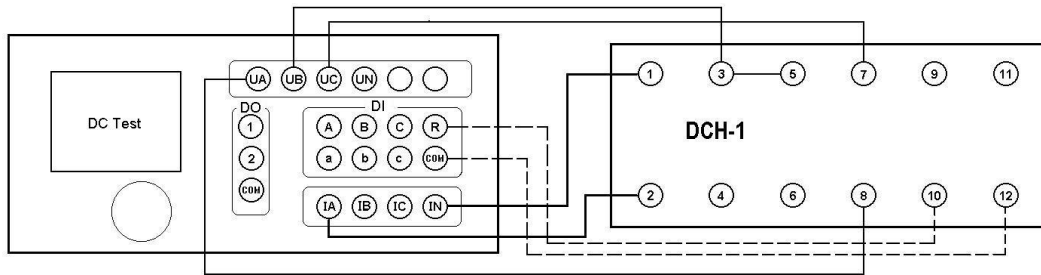 UA UB UC UN
1 3 5 7 9 11
DO DI
DC Test
1 A B C R
DCH-1
2 a b c COM
COM IA IB IC IN
2 4 6 8 10 12